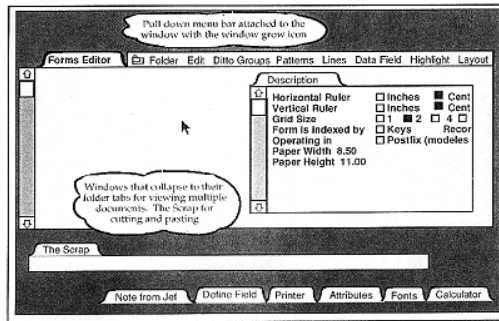 Pull down menu bar attached to the
window with the window grow icon
Forms Editor Folder Edit Ditto Groups Patterns Lines Data Field Highlight Layout
Description
Horizontal Ruler Inches Cent
Vertical Ruler Inches Cent
Grid Size 1 2 4
Form is indexed by Keys Recor
Operating in Postfix (modeles
Paper Width 8.50
Paper Height 11.00
Windows that collapse to their
folder tabs for viewing multiple
documents. The Scrap for
cutting and pasting
The Scrap
Note from Jef Define Field Printer Attributes Fonts Calculator